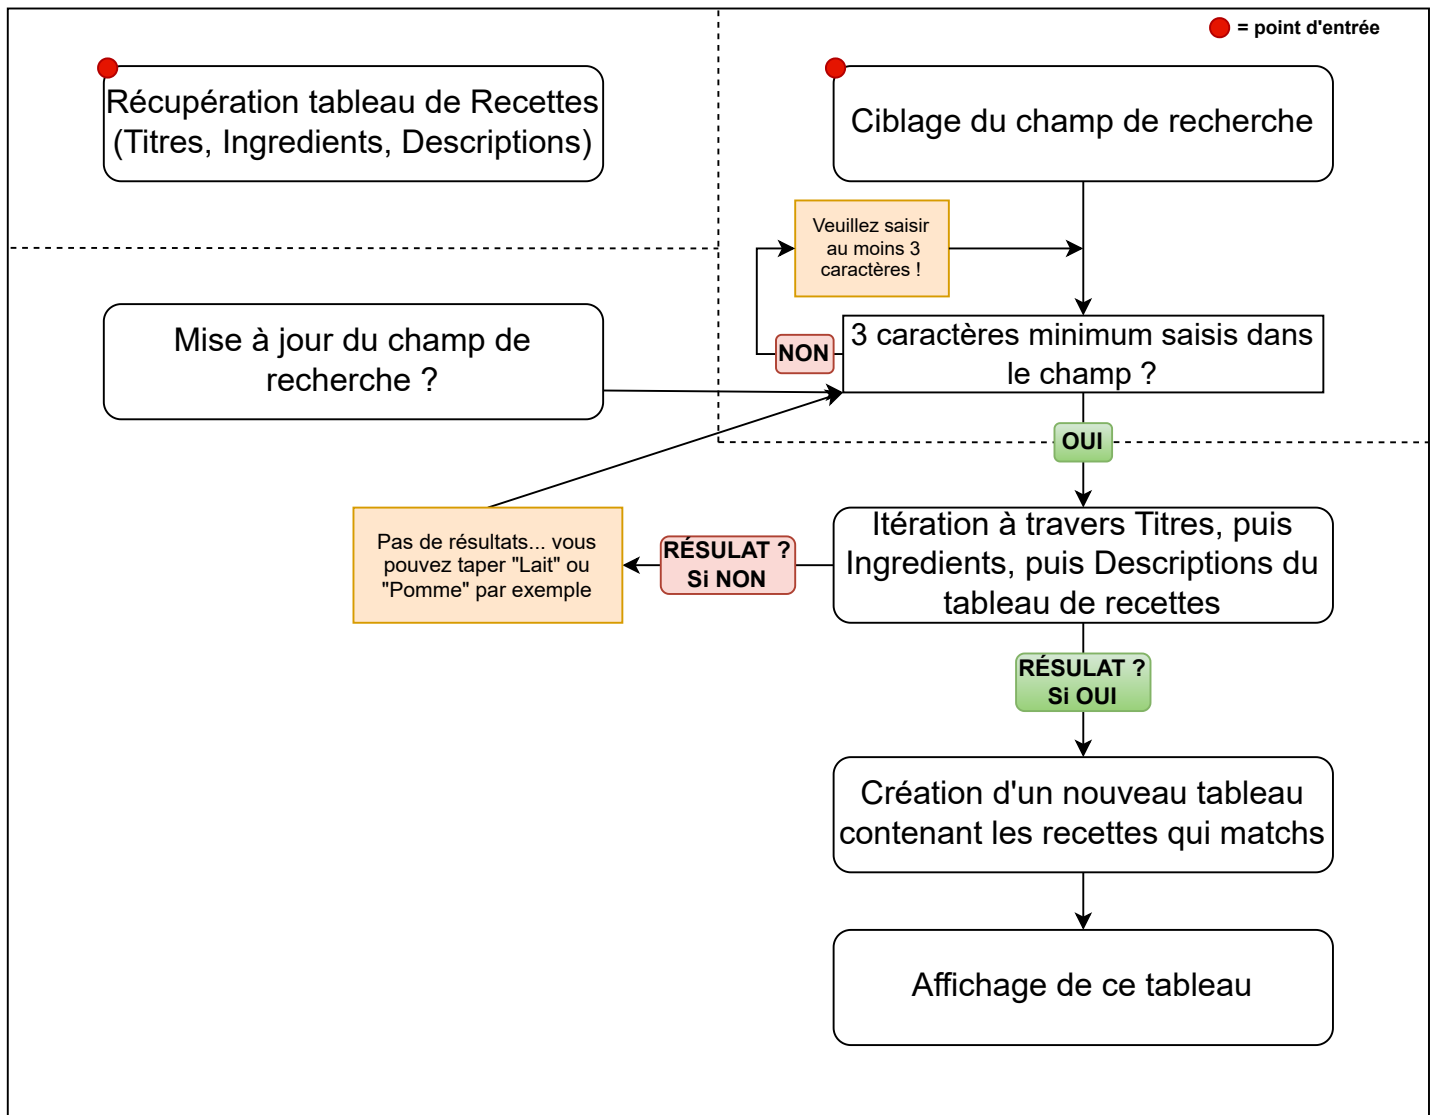 = point d'entrée
Récupération tableau de Recettes
(Titres, Ingredients, Descriptions)
Ciblage du champ de recherche
Veuillez saisir
au moins 3
caractères !
Mise à jour du champ de
recherche ?
NON
3 caractères minimum saisis dans
le champ ?
OUI
Pas de résultats... vous
pouvez taper "Lait" ou
"Pomme" par exemple
RÉSULAT ?
Si NON
Itération à travers Titres, puis
Ingredients, puis Descriptions du
tableau de recettes
RÉSULAT ?
Si OUI
Création d'un nouveau tableau
contenant les recettes qui matchs
Affichage de ce tableau